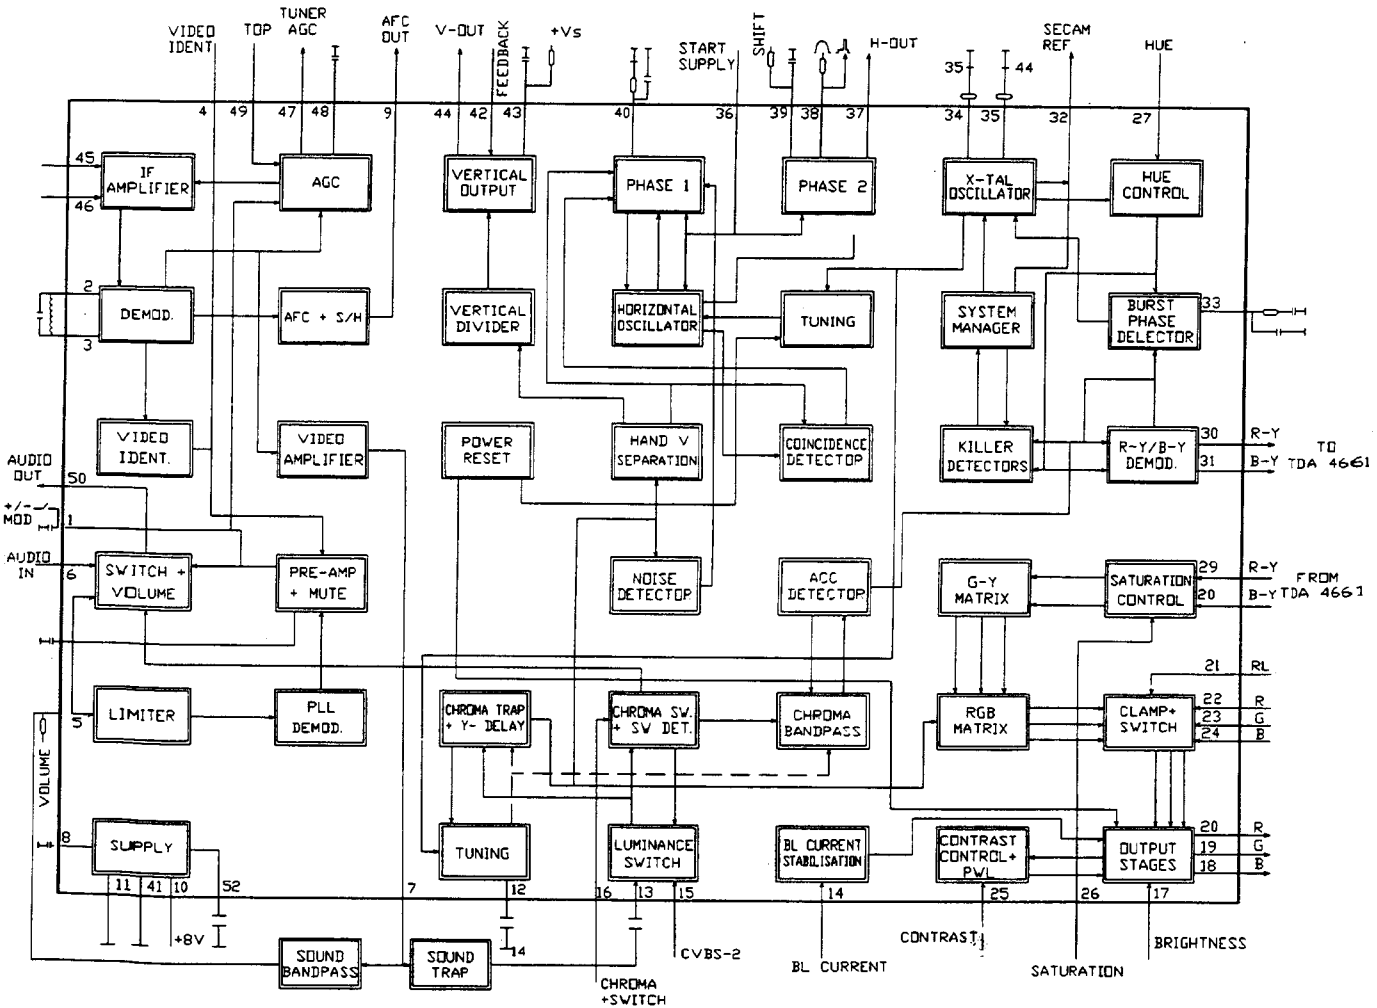 VIDEO
IDENT
TOP
TUNER
AGC
AFC
OUT
V-OUT
FEEDBACK
+Vs
START
SUPPLY
SHIFT
H-OUT
SECAM
REF
HUE
35
44
4
49
47
48
9
44
42
43
40
36
39
38
37
34
35
32
27
45
46
IF
AMPLIFIER
AGC
VERTICAL
OUTPUT
PHASE 1
PHASE 2
X-TAL
OSCILLATOR
HUE
CONTROL
2
3
DEMOD.
AFC + S/H
VERTICAL
DIVIDER
HORIZONTAL
OSCILLATOR
TUNING
SYSTEM
MANAGER
BURST
PHASE
DELECTOR
33
VIDEO
IDENT.
VIDEO
AMPLIFIER
POWER
RESET
HAND V
SEPARATION
COINCIDENCE
DETECTOR
KILLER
DETECTORS
R-Y/B-Y
DEMOD.
30
R-Y
31
B-Y
TO
TDA 4661
AUDIO
OUT
50
+/-
MOD
1
AUDIO
IN
6
SWITCH +
VOLUME
PRE-AMP
+ MUTE
NOISE
DETECTOR
ACC
DETECTOR
G-Y
MATRIX
SATURATION
CONTROL
29
R-Y
20
B-Y
FROM
TDA 4661
5
LIMITER
PLL
DEMOD.
CHROMA TRAP
+ Y- DELAY
CHROMA SW.
+ SW DET.
CHROMA
BANDPASS
RGB
MATRIX
CLAMP+
SWITCH
21
RL
22
R
23
G
24
B
VOLUME
8
SUPPLY
TUNING
LUMINANCE
SWITCH
BL CURRENT
STABILISATION
CONTRAST
CONTROL+
PWL
OUTPUT
STAGES
20
R
19
G
18
B
11
41
10
52
7
12
16
13
15
14
25
26
17
+8V
14
SOUND
BANDPASS
SOUND
TRAP
CVBS-2
CHROMA
+SWITCH
BL CURRENT
CONTRAST
SATURATION
BRIGHTNESS